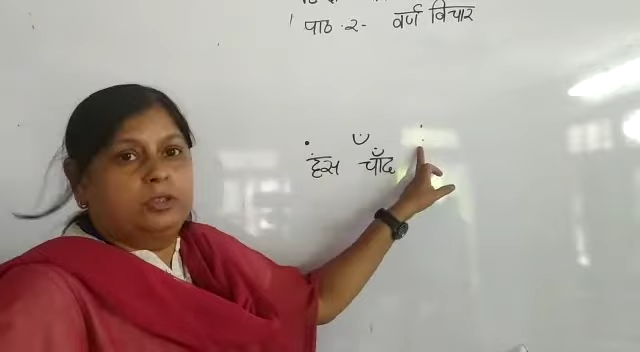 पाठ २- वर्ण विचार
हंस चाँद